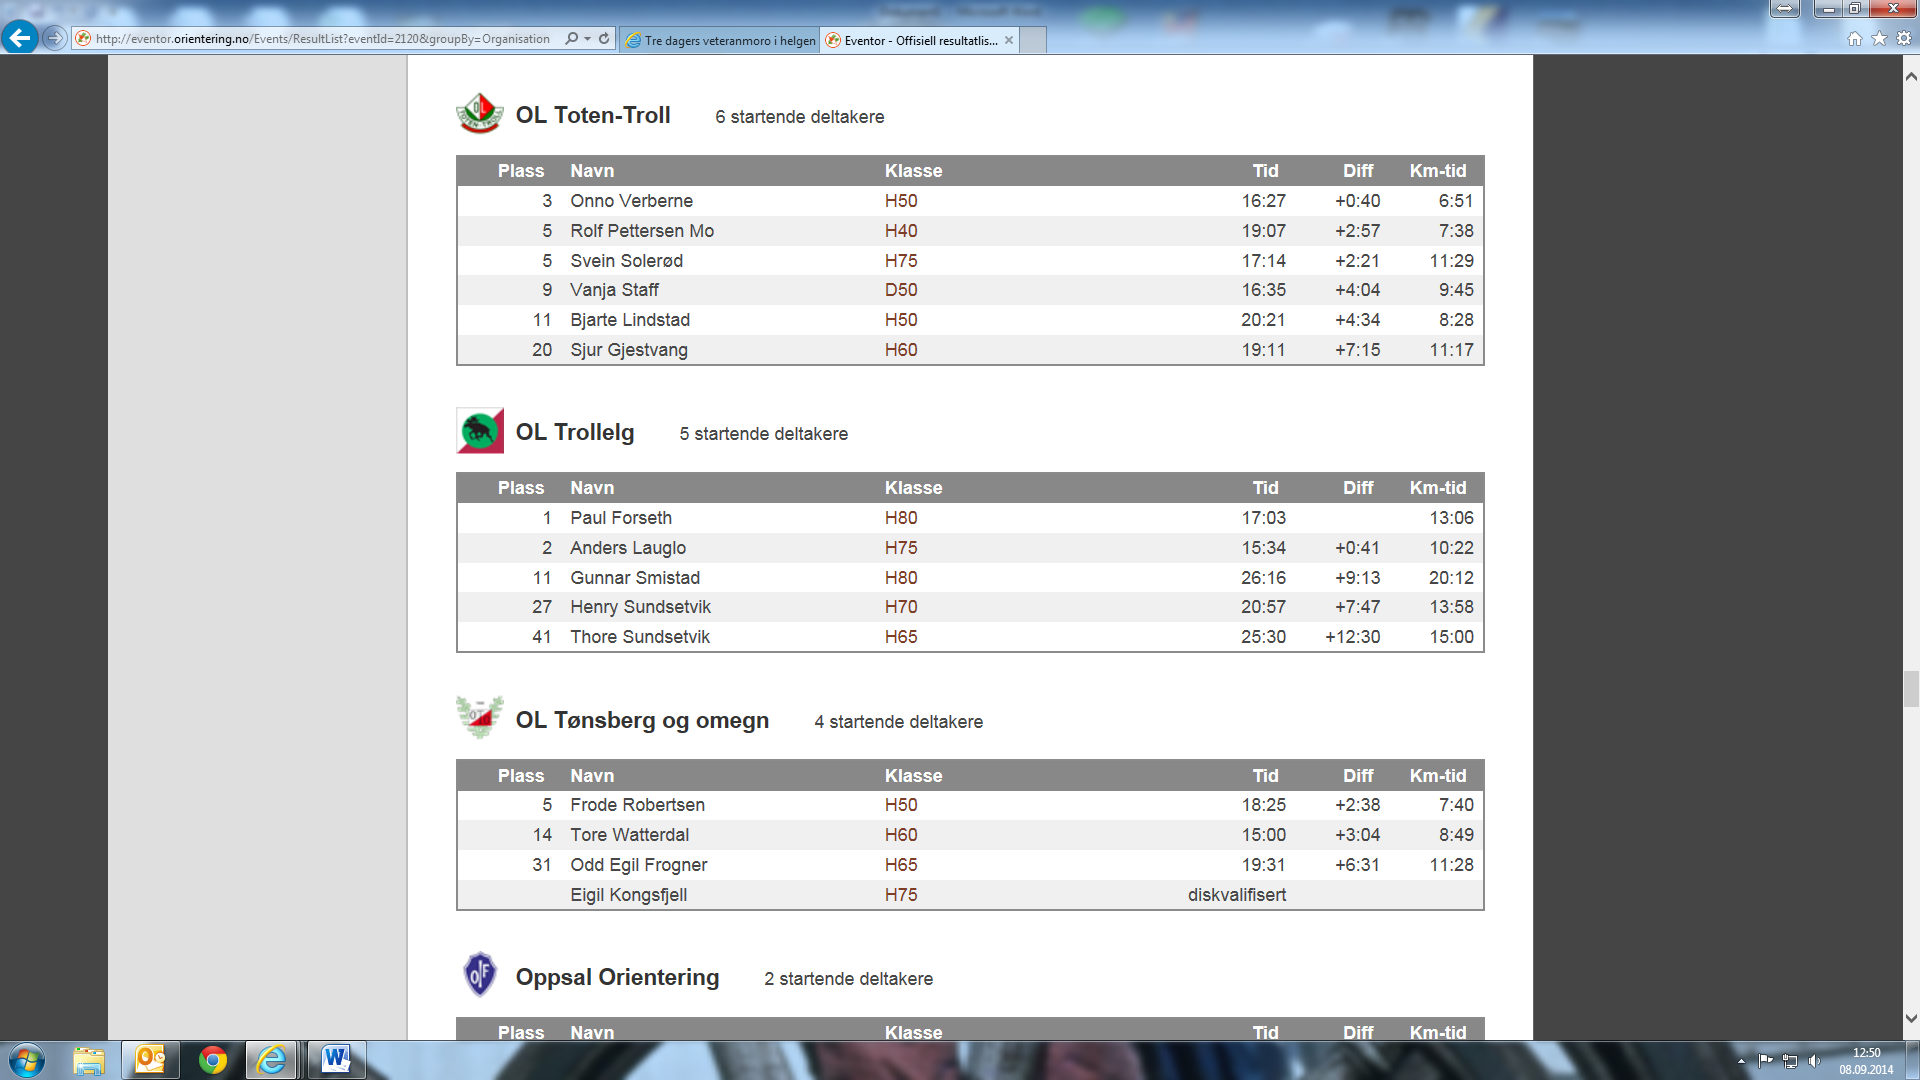 http://eventor.orientering.no/Events/ResultList?eventId=2120&groupBy=Organisation
Tre dagers veteranmoro i helgen
Eventor - Offisiell resultatlis...
OL Toten-Troll 6 startende deltakere
Plass Navn Klasse Tid Diff Km-tid
3 Onno Verberne H50 16:27 +0:40 6:51
5 Rolf Pettersen Mo H40 19:07 +2:57 7:38
5 Svein Solerød H75 17:14 +2:21 11:29
9 Vanja Staff D50 16:35 +4:04 9:45
11 Bjarte Lindstad H50 20:21 +4:34 8:28
20 Sjur Gjestvang H60 19:11 +7:15 11:17
OL Trollelg 5 startende deltakere
Plass Navn Klasse Tid Diff Km-tid
1 Paul Forseth H80 17:03 13:06
2 Anders Lauglo H75 15:34 +0:41 10:22
11 Gunnar Smistad H80 26:16 +9:13 20:12
27 Henry Sundsetvik H70 20:57 +7:47 13:58
41 Thore Sundsetvik H65 25:30 +12:30 15:00
OL Tønsberg og omegn 4 startende deltakere
Plass Navn Klasse Tid Diff Km-tid
5 Frode Robertsen H50 18:25 +2:38 7:40
14 Tore Watterdal H60 15:00 +3:04 8:49
31 Odd Egil Frogner H65 19:31 +6:31 11:28
Eigil Kongsfjell H75 diskvalifisert
Oppsal Orientering 2 startende deltakere
Plass Navn Klasse Tid Diff Km-tid
12:50
08.09.2014